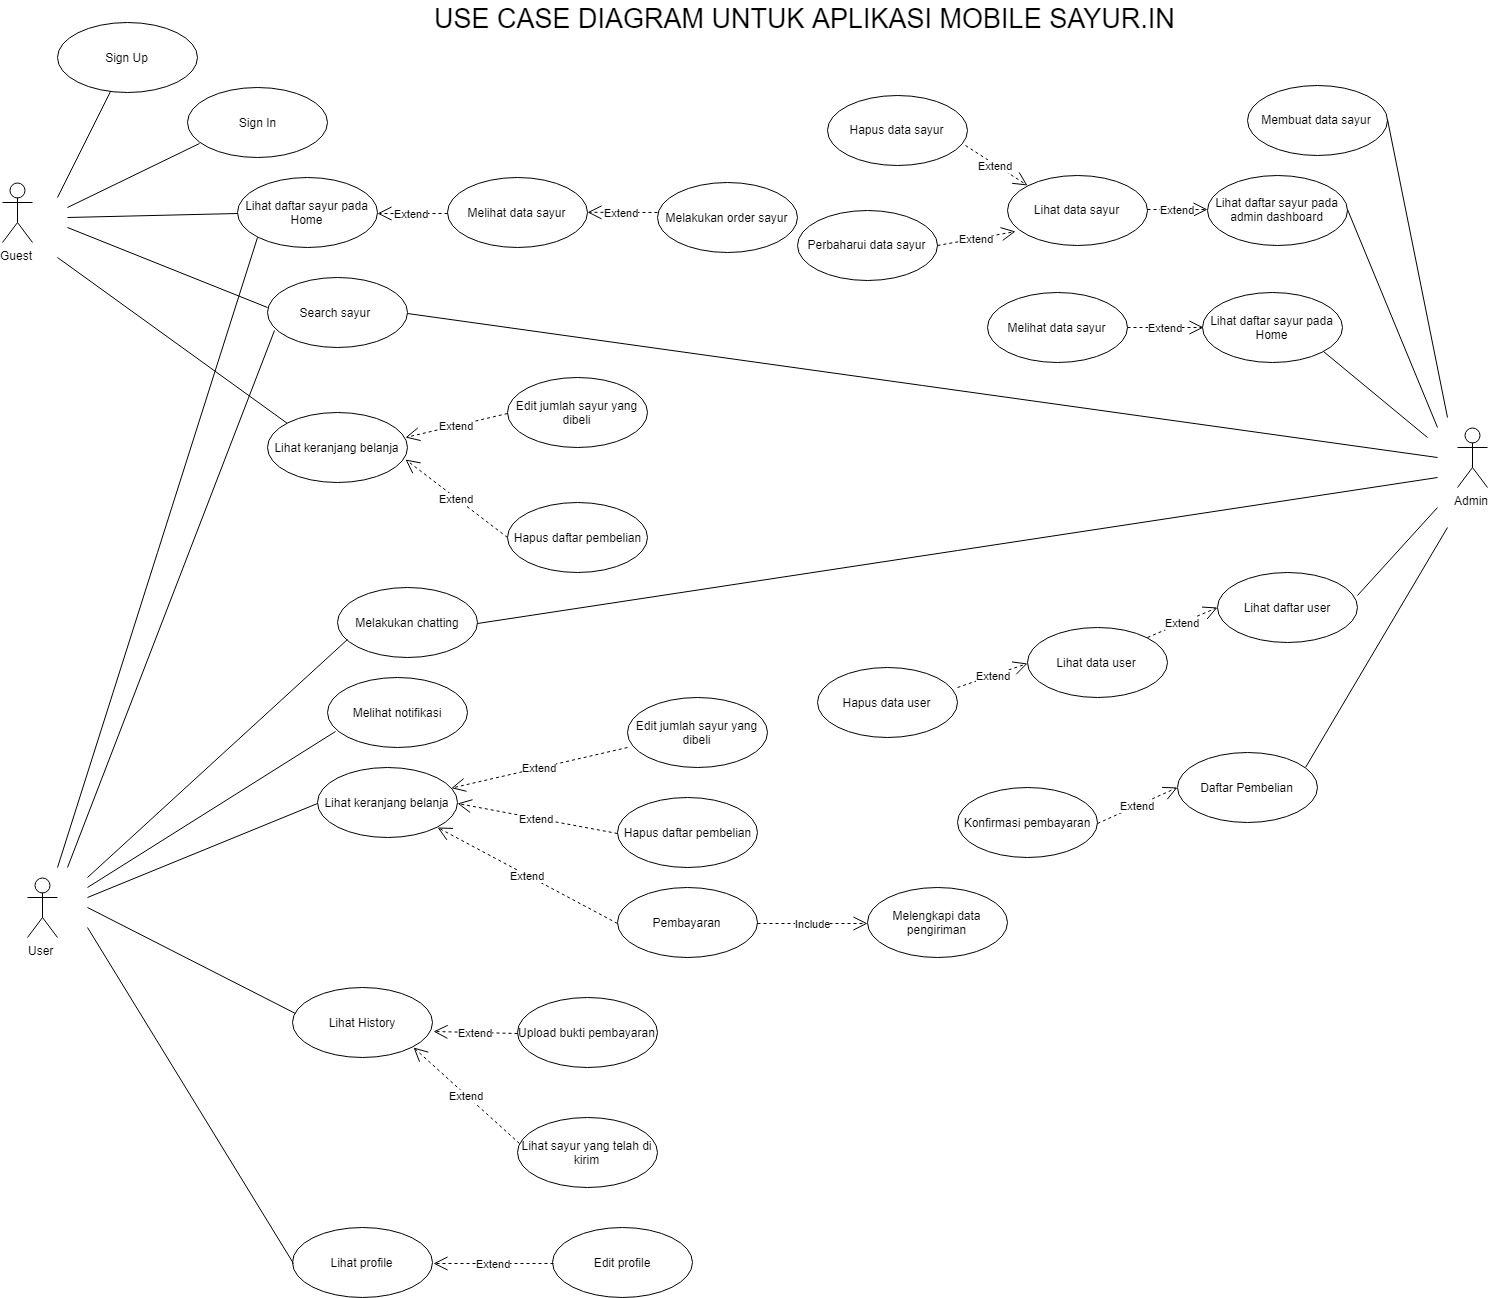 USE CASE DIAGRAM UNTUK APLIKASI MOBILE SAYUR.IN
Sign Up
Sign In
Guest
Lihat daftar sayur pada
Home
Extend
Melihat data sayur
Extend
Melakukan order sayur
Search sayur
Lihat keranjang belanja
Extend
Edit jumlah sayur yang
dibeli
Extend
Hapus daftar pembelian
Hapus data sayur
Extend
Perbaharui data sayur
Extend
Lihat data sayur
Extend
Lihat daftar sayur pada
admin dashboard
Membuat data sayur
Melihat data sayur
Extend
Lihat daftar sayur pada
Home
Admin
Melakukan chatting
Melihat notifikasi
Lihat keranjang belanja
Extend
Edit jumlah sayur yang
dibeli
Extend
Hapus daftar pembelian
Extend
Pembayaran
Include
Melengkapi data
pengiriman
Hapus data user
Extend
Lihat data user
Extend
Lihat daftar user
Konfirmasi pembayaran
Extend
Daftar Pembelian
User
Lihat History
Extend
Upload bukti pembayaran
Extend
Lihat sayur yang telah di
kirim
Lihat profile
Extend
Edit profile